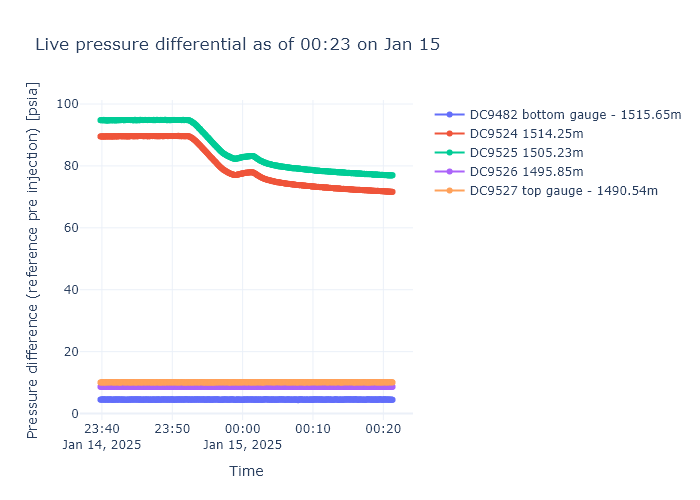 Live pressure differential as of 00:23 on Jan 15
Pressure difference (reference pre injection) [psia]
100
80
60
40
20
0
23:40
Jan 14, 2025
23:50
00:00
Jan 15, 2025
00:10
00:20
Time
DC9482 bottom gauge - 1515.65m
DC9524 1514.25m
DC9525 1505.23m
DC9526 1495.85m
DC9527 top gauge - 1490.54m